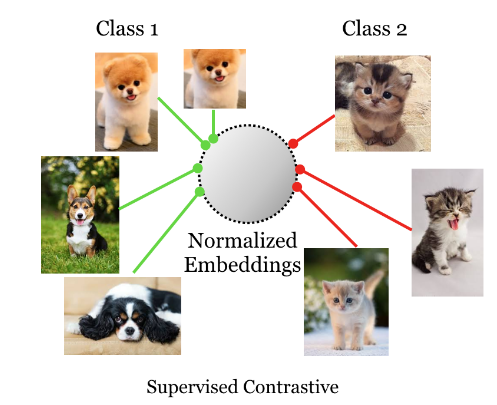 Class 1
Class 2
Normalized
Embeddings
Supervised Contrastive